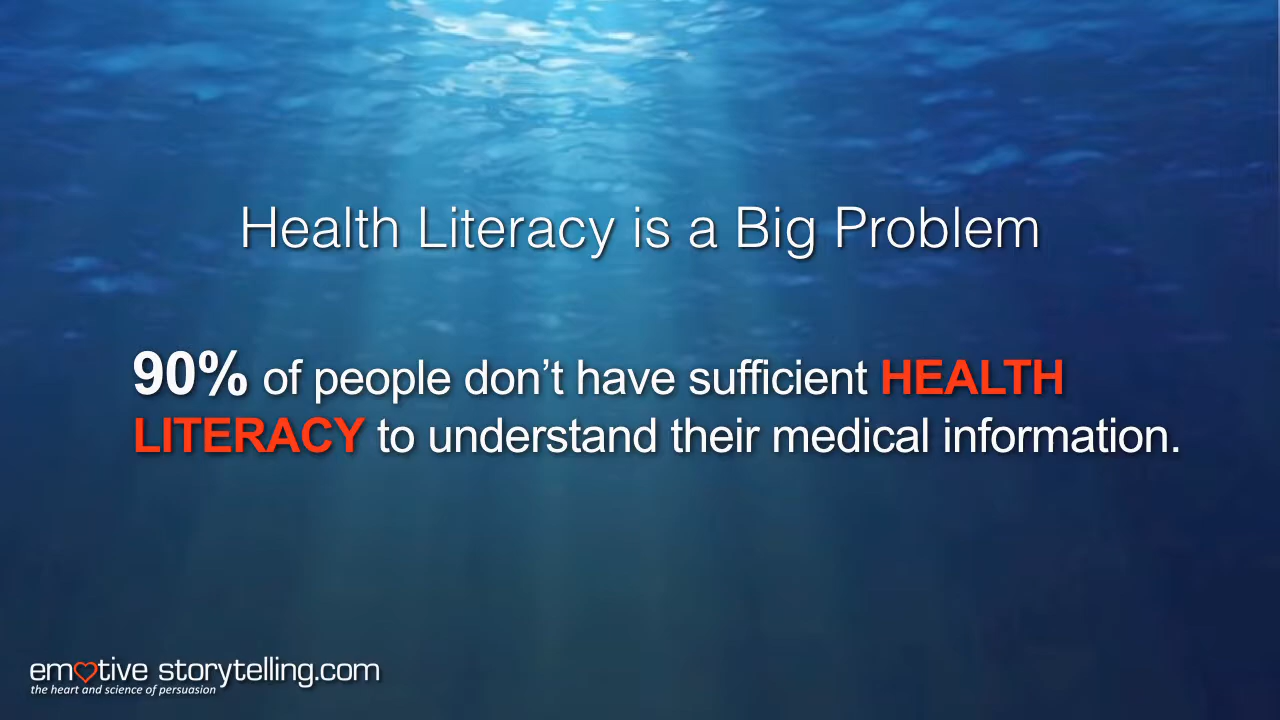 Health Literacy is a Big Problem
90% of people don’t have sufficient HEALTH
LITERACY to understand their medical information.
emotive storytelling.com
the heart and science of persuasion